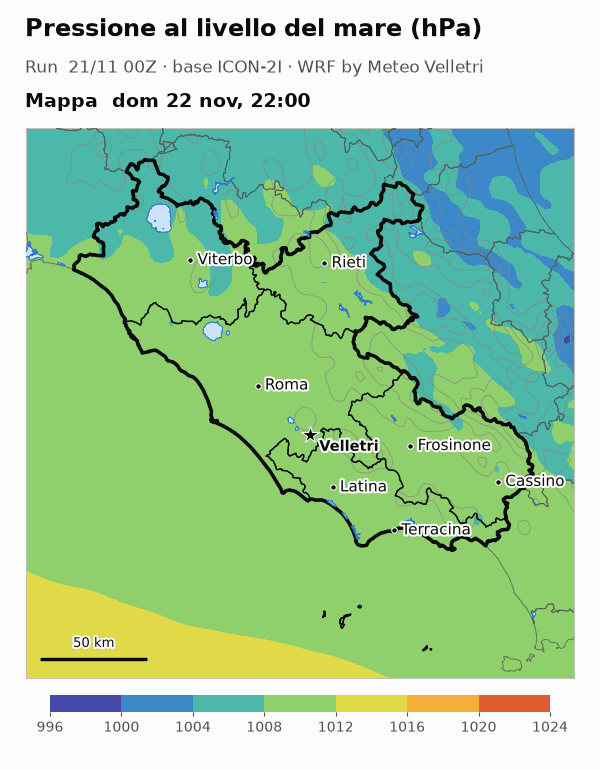 Pressione al livello del mare (hPa)
Run  21/11 00Z · base ICON-2I · WRF by Meteo Velletri
Mappa  dom 22 nov, 22:00
Viterbo
Rieti
Roma
Velletri
Frosinone
Latina
Cassino
Terracina
50 km
996 1000 1004 1008 1012 1016 1020 1024